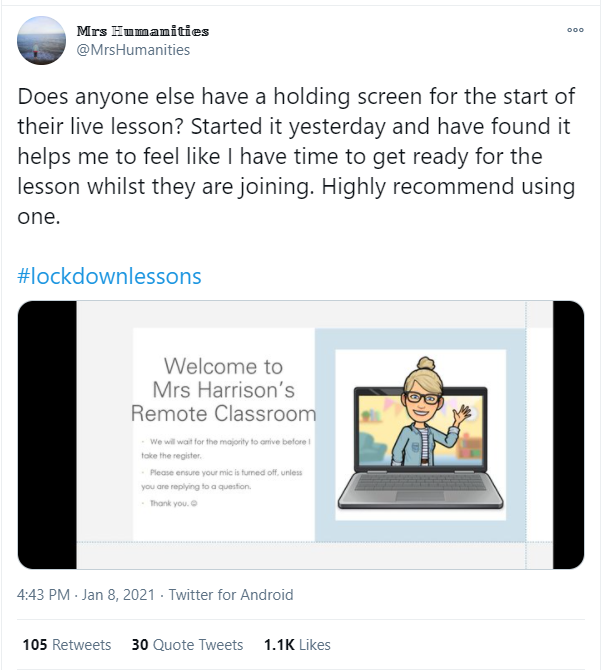 Mrs Humanities
@MrsHumanities
Does anyone else have a holding screen for the start of
their live lesson? Started it yesterday and have found it
helps me to feel like I have time to get ready for the
lesson whilst they are joining. Highly recommend using
one.
#lockdownlessons
Welcome to
Mrs Harrison's
Remote Classroom
- We will wait for the majority to arrive before I
take the register.
- Please ensure your mic is turned off, unless
you are replying to a question.
- Thank you. ☺
4:43 PM · Jan 8, 2021 · Twitter for Android
105 Retweets 30 Quote Tweets 1.1K Likes